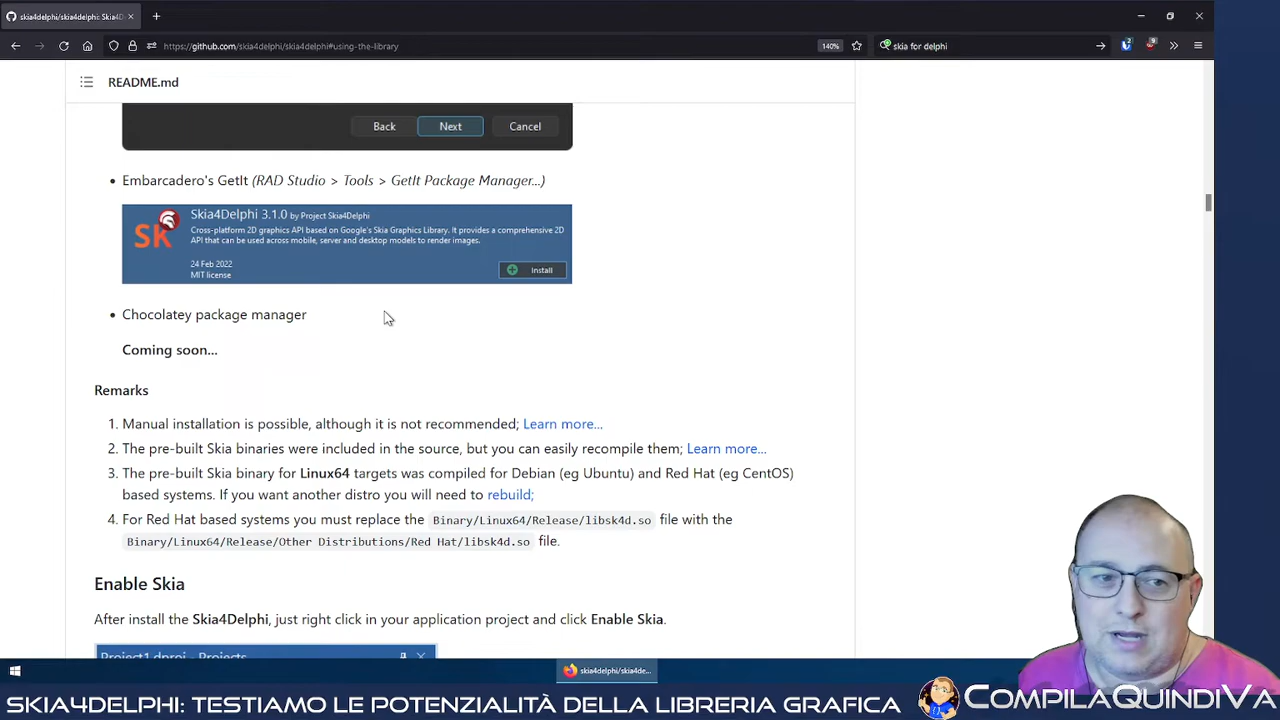 skia4delphi/skia4delphi: Skia4D
https://github.com/skia4delphi/skia4delphi#using-the-library
140%
skia for delphi
2
9
README.md
Back
Next
Cancel
• Embarcadero's GetIt (RAD Studio > Tools > GetIt Package Manager...)
SK
Skia4Delphi 3.1.0 by Project Skia4Delphi
Cross-platform 2D graphics API based on Google's Skia Graphics Library. It provides a comprehensive 2D
API that can be used across mobile, server and desktop models to render images.
24 Feb 2022
MIT license
Install
• Chocolatey package manager
Coming soon...
Remarks
1. Manual installation is possible, although it is not recommended; Learn more...
2. The pre-built Skia binaries were included in the source, but you can easily recompile them; Learn more...
3. The pre-built Skia binary for Linux64 targets was compiled for Debian (eg Ubuntu) and Red Hat (eg CentOS)
based systems. If you want another distro you will need to rebuild;
4. For Red Hat based systems you must replace the Binary/Linux64/Release/libsk4d.so file with the
Binary/Linux64/Release/Other Distributions/Red Hat/libsk4d.so file.
Enable Skia
After install the Skia4Delphi, just right click in your application project and click Enable Skia.
Project1.dproj - Projects
skia4delphi/skia4de...
SKIA4DELPHI: TESTIAMO LE POTENZIALITÀ DELLA LIBRERIA GRAFICA
COMPILAQUINDIVA